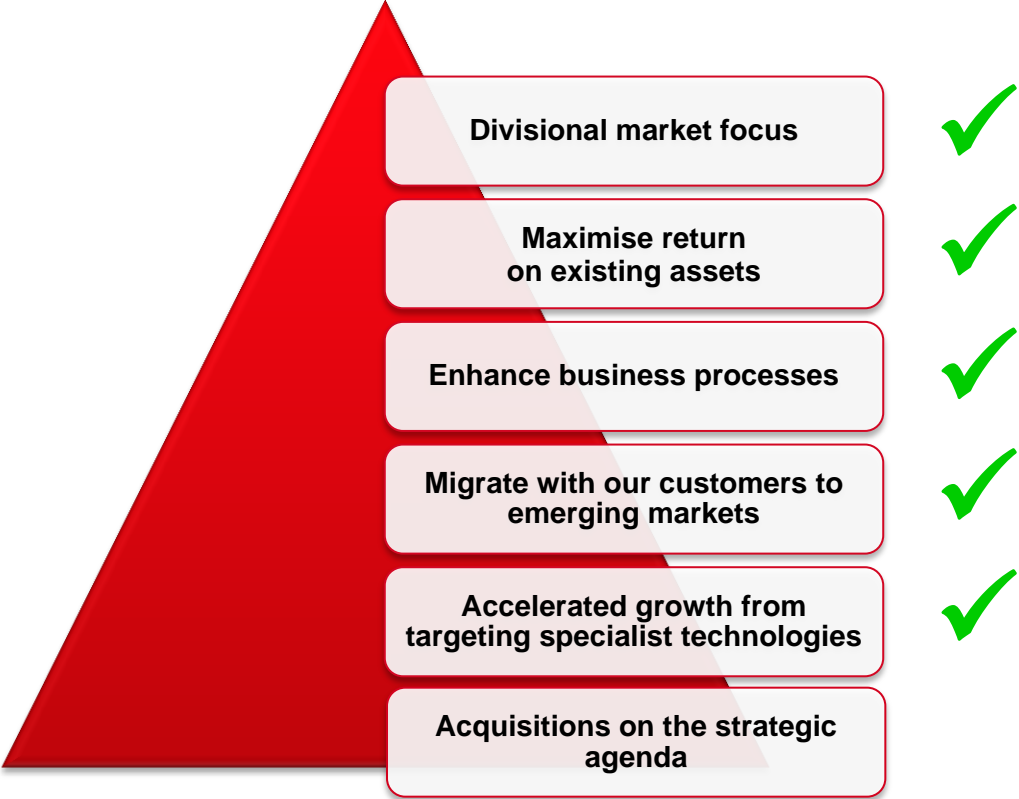 Divisional market focus
Maximise return
on existing assets
Enhance business processes
Migrate with our customers to
emerging markets
Accelerated growth from
targeting specialist technologies
Acquisitions on the strategic
agenda